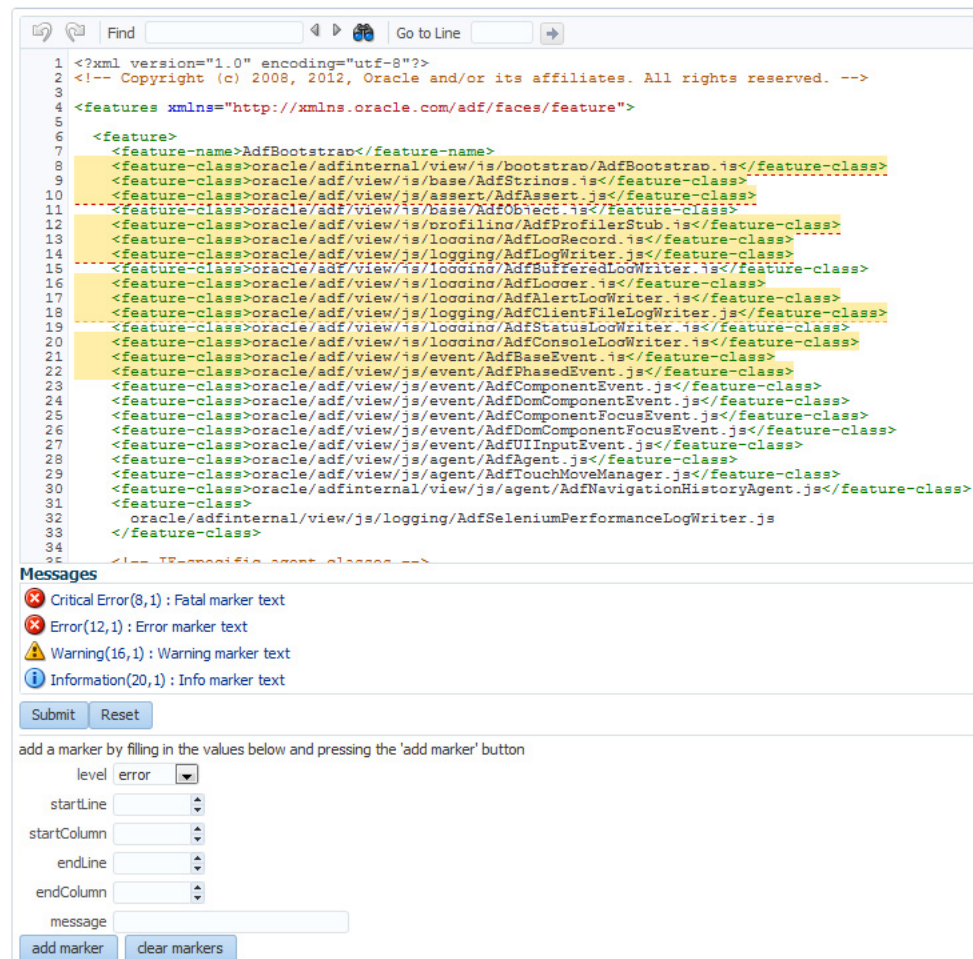 Find Go to Line
1 <?xml version="1.0" encoding="utf-8"?>
2 <!-- Copyright (c) 2008, 2012, Oracle and/or its affiliates. All rights reserved. -->
3
4 <features xmlns="http://xmlns.oracle.com/adf/faces/feature">
5
6 <feature>
7 <feature-name>AdfBootstrap</feature-name>
8 <feature-class>oracle/adfinternal/view/js/bootstrap/AdfBootstrap.js</feature-class>
9 <feature-class>oracle/adf/view/js/base/AdfStrings.js</feature-class>
10 <feature-class>oracle/adf/view/js/assert/AdfAssert.js</feature-class>
11 <feature-class>oracle/adf/view/js/base/AdfObject.js</feature-class>
12 <feature-class>oracle/adf/view/js/profiling/AdfProfilerStub.js</feature-class>
13 <feature-class>oracle/adf/view/js/logging/AdfLogRecord.js</feature-class>
14 <feature-class>oracle/adf/view/js/logging/AdfLogWriter.js</feature-class>
15 <feature-class>oracle/adf/view/js/logging/AdfBufferedLogWriter.js</feature-class>
16 <feature-class>oracle/adf/view/js/logging/AdfLogger.js</feature-class>
17 <feature-class>oracle/adf/view/js/logging/AdfAlertLogWriter.js</feature-class>
18 <feature-class>oracle/adf/view/js/logging/AdfClientFileLogWriter.js</feature-class>
19 <feature-class>oracle/adf/view/js/logging/AdfStatusLogWriter.js</feature-class>
20 <feature-class>oracle/adf/view/js/logging/AdfConsoleLogWriter.js</feature-class>
21 <feature-class>oracle/adf/view/js/event/AdfBaseEvent.js</feature-class>
22 <feature-class>oracle/adf/view/js/event/AdfPhasedEvent.js</feature-class>
23 <feature-class>oracle/adf/view/js/event/AdfComponentEvent.js</feature-class>
24 <feature-class>oracle/adf/view/js/event/AdfDomComponentEvent.js</feature-class>
25 <feature-class>oracle/adf/view/js/event/AdfComponentFocusEvent.js</feature-class>
26 <feature-class>oracle/adf/view/js/event/AdfDomComponentFocusEvent.js</feature-class>
27 <feature-class>oracle/adf/view/js/event/AdfUIInputEvent.js</feature-class>
28 <feature-class>oracle/adf/view/js/agent/AdfAgent.js</feature-class>
29 <feature-class>oracle/adf/view/js/agent/AdfTouchMoveManager.js</feature-class>
30 <feature-class>oracle/adfinternal/view/js/agent/AdfNavigationHistoryAgent.js</feature-class>
31 <feature-class>
32 oracle/adfinternal/view/js/logging/AdfSeleniumPerformanceLogWriter.js
33 </feature-class>
34
35 <!-- IE-specific agent classes -->
Messages
Critical Error(8,1) : Fatal marker text
Error(12,1) : Error marker text
Warning(16,1) : Warning marker text
Information(20,1) : Info marker text
Submit Reset
add a marker by filling in the values below and pressing the 'add marker' button
level error
startLine
startColumn
endLine
endColumn
message
add marker clear markers